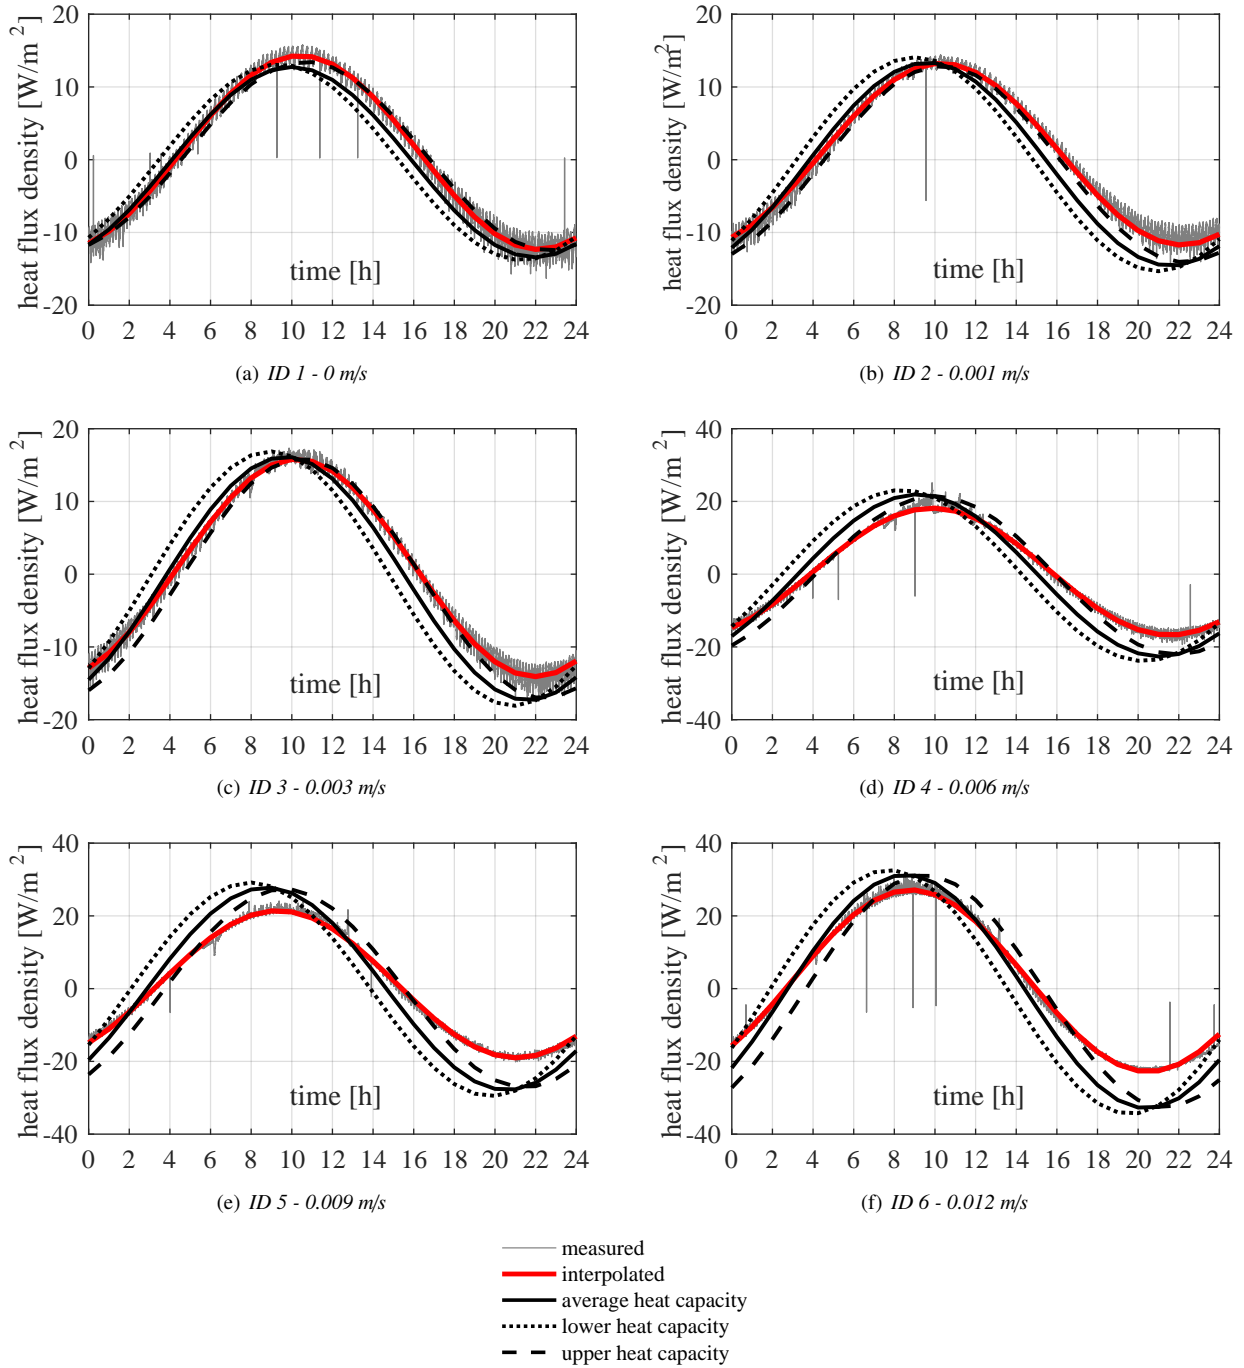 heat flux density [W/m²]
20
10
0
-10
-20
time [h]
0 2 4 6 8 10 12 14 16 18 20 22 24
(a) ID 1 - 0 m/s
heat flux density [W/m²]
20
10
0
-10
-20
time [h]
0 2 4 6 8 10 12 14 16 18 20 22 24
(b) ID 2 - 0.001 m/s
heat flux density [W/m ²]
20
10
0
-10
-20
time [h]
0 2 4 6 8 10 12 14 16 18 20 22 24
(c) ID 3 - 0.003 m/s
heat flux density [W/m ²]
40
20
0
-20
-40
time [h]
0 2 4 6 8 10 12 14 16 18 20 22 24
(d) ID 4 - 0.006 m/s
heat flux density [W/m ²]
40
20
0
-20
-40
time [h]
0 2 4 6 8 10 12 14 16 18 20 22 24
(e) ID 5 - 0.009 m/s
heat flux density [W/m ²]
40
20
0
-20
-40
time [h]
0 2 4 6 8 10 12 14 16 18 20 22 24
(f) ID 6 - 0.012 m/s
measured
interpolated
average heat capacity
lower heat capacity
upper heat capacity